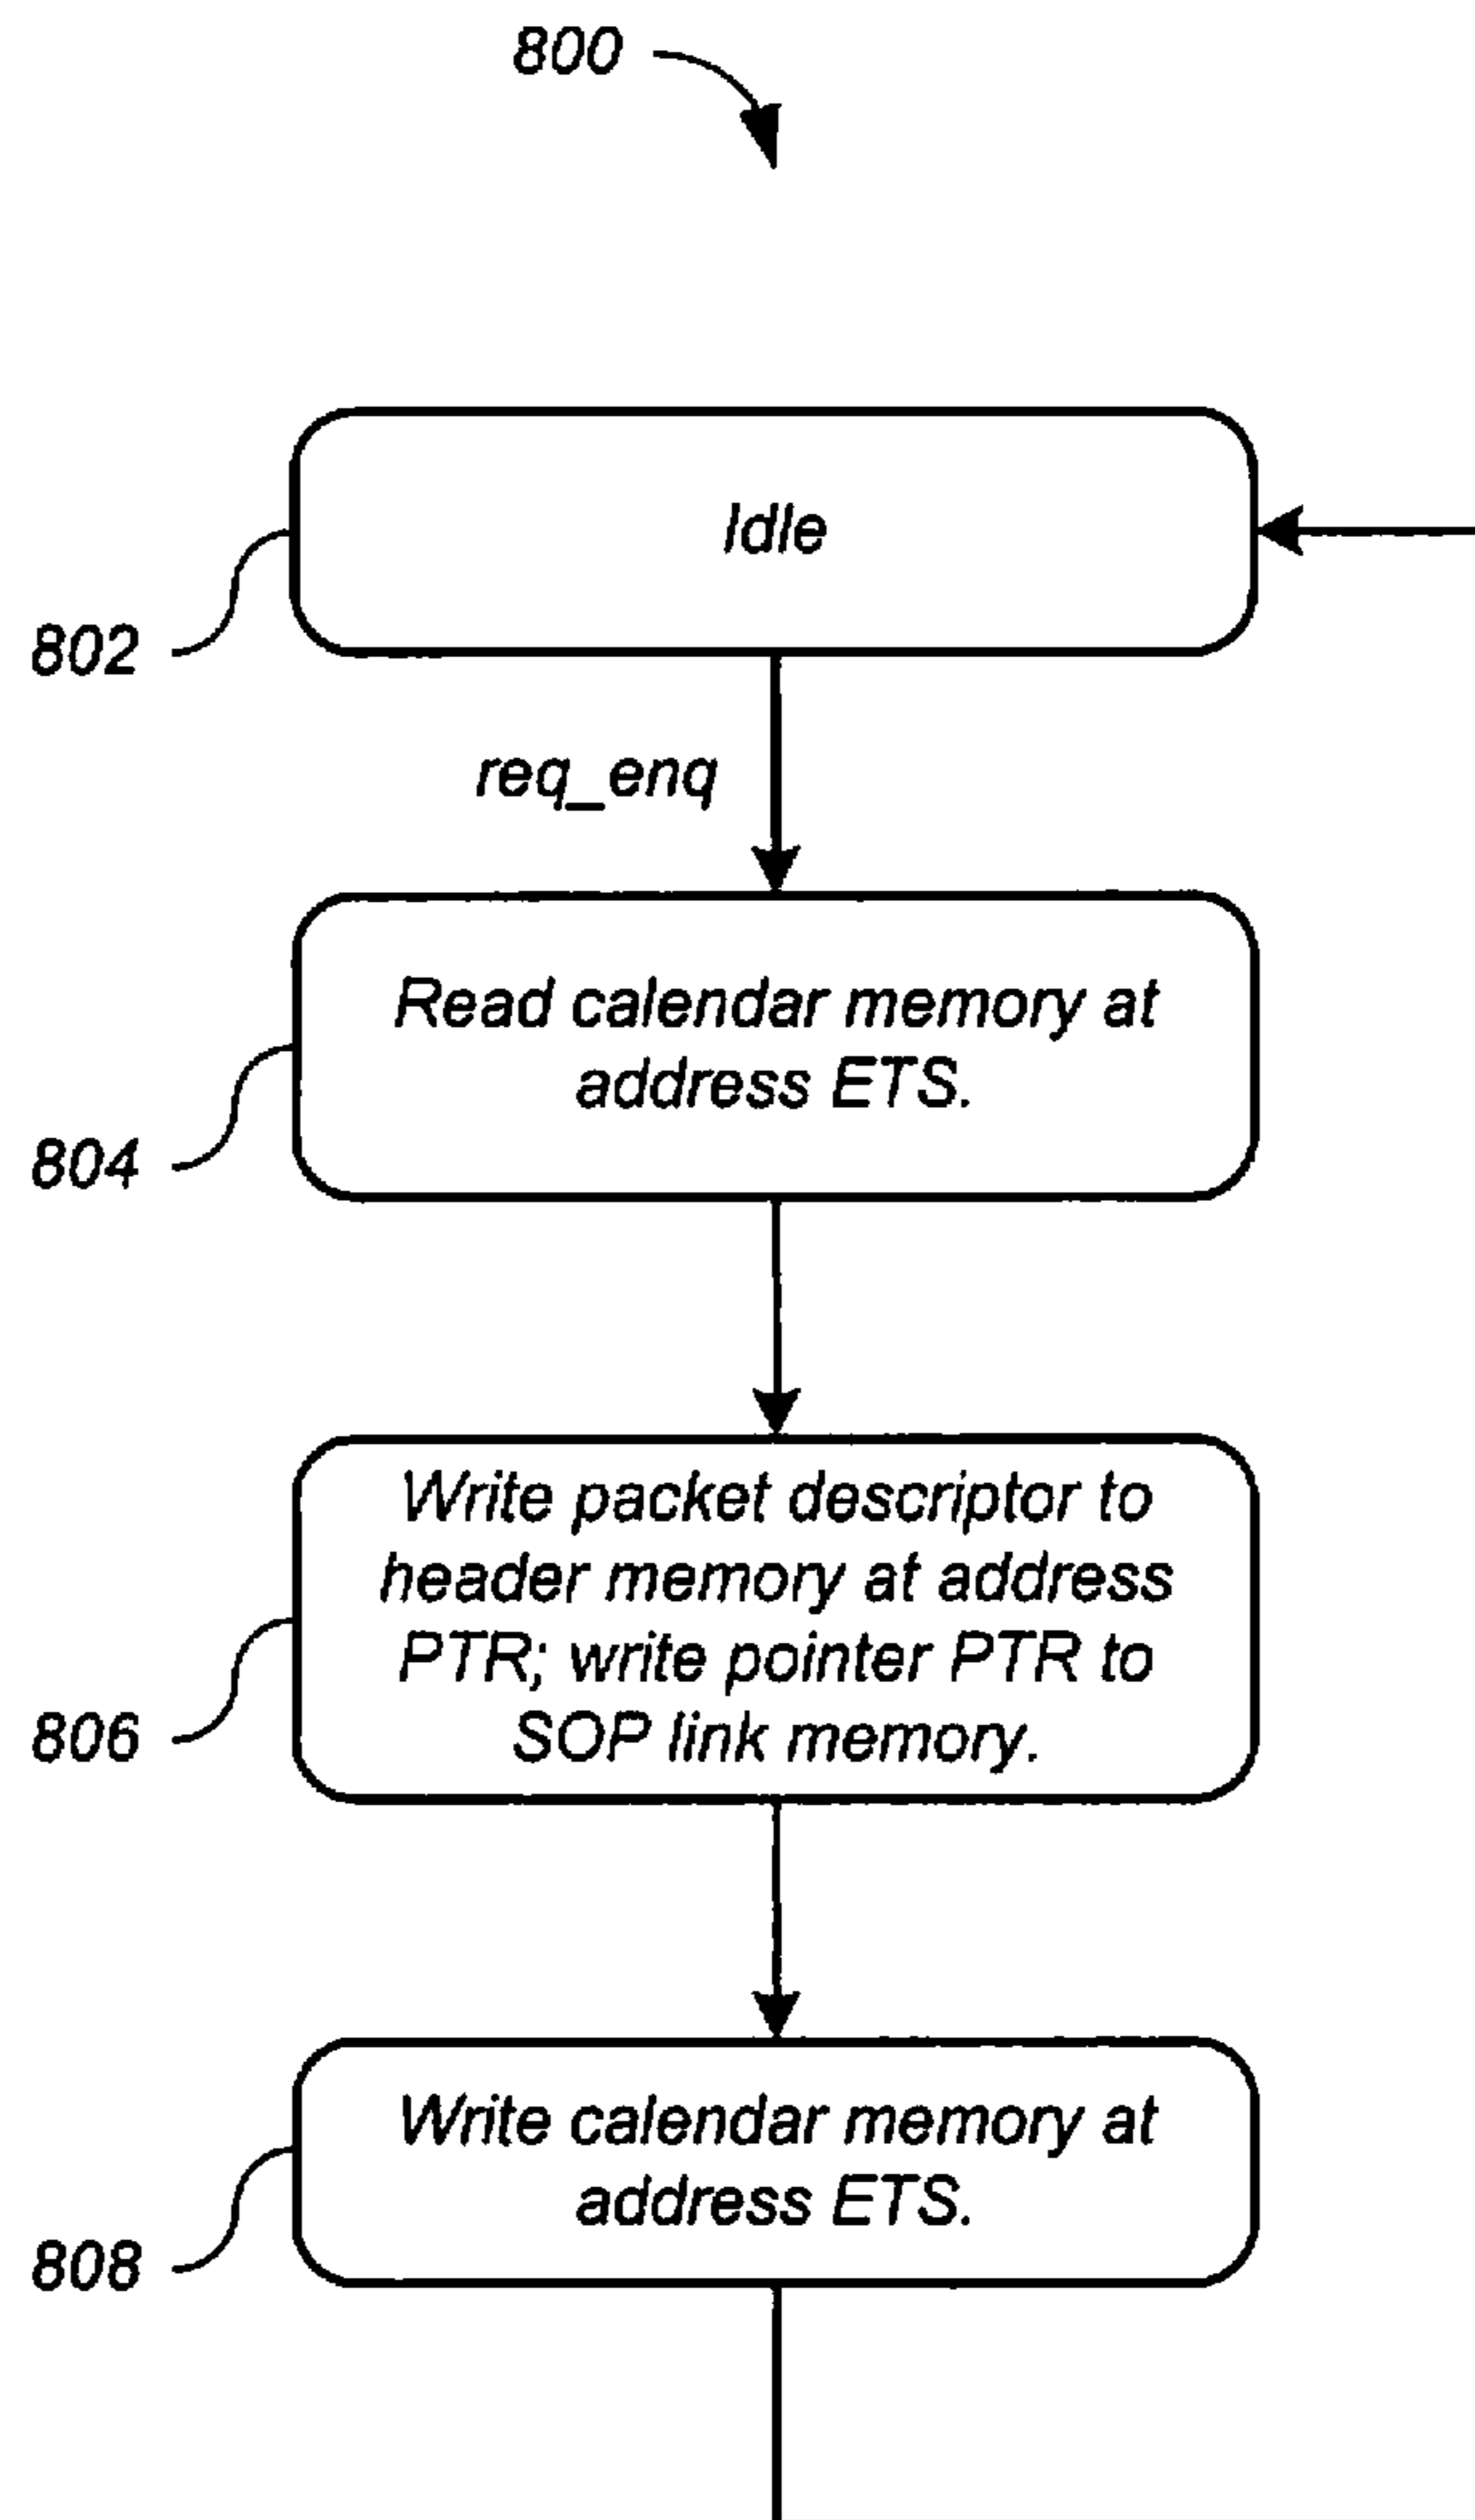 800
Idle
802
req_enq
Read calendar memory at
address ETS.
804
Write packet descriptor to
header memory at address
PTR; write pointer PTR to
SOP link memory.
806
Write calendar memory at
address ETS.
808